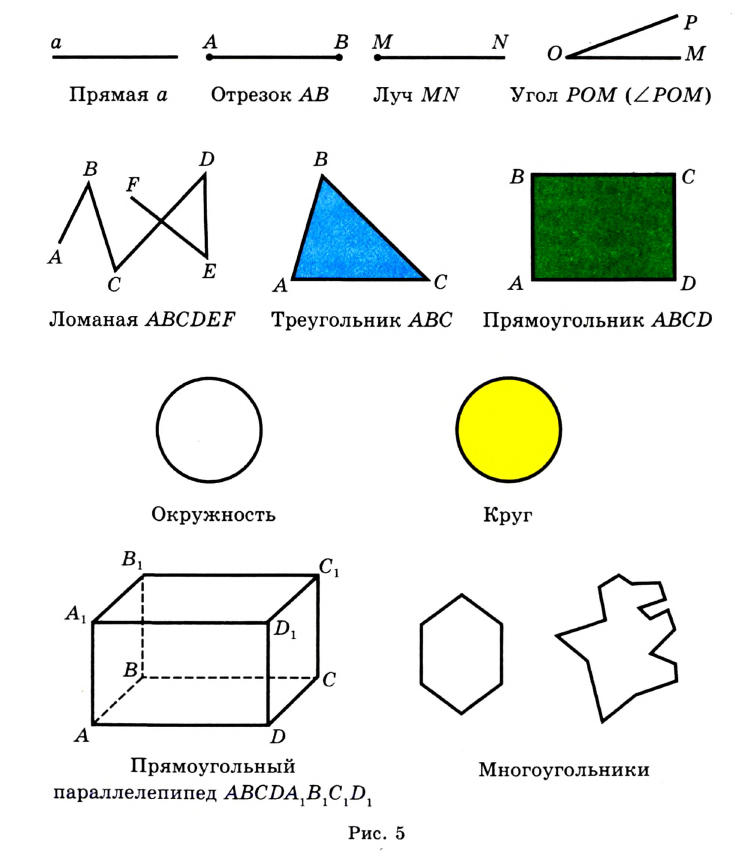 a A B M N O P M
Прямая a Отрезок AB Луч MN Угол POM (∠POM)
B F D B B C
A C E A C A D
Ломаная ABCDEF Треугольник ABC Прямоугольник ABCD
Окружность Круг
B₁ C₁
A₁ D₁
B C
A D
Прямоугольный
параллелепипед ABCDA₁B₁C₁D₁
Многоугольники
Рис. 5